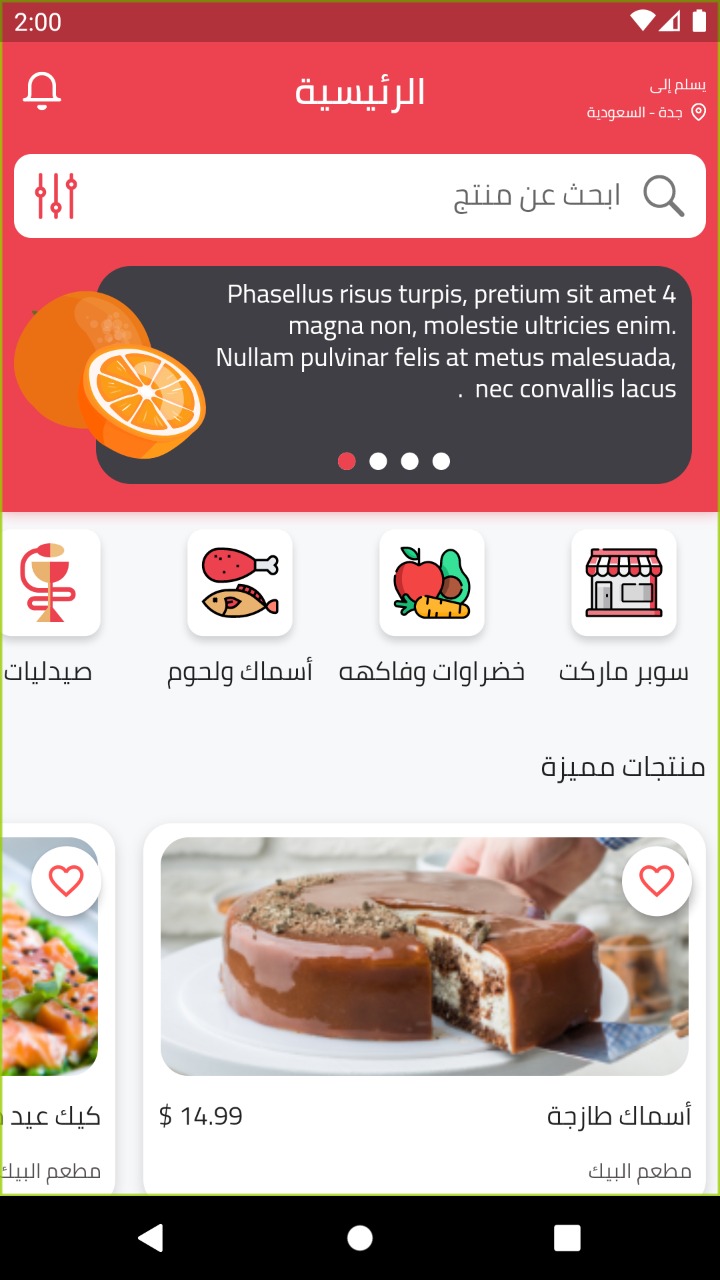 2:00
يسلم إلى
جدة - السعودية
الرئيسية
ابحث عن منتج
Phasellus risus turpis, pretium sit amet 4
magna non, molestie ultricies enim.
Nullam pulvinar felis at metus malesuada,
nec convallis lacus .
سوبر ماركت
خضراوات وفاكهه
أسماك ولحوم
صيدليات
منتجات مميزة
أسماك طازجة
$ 14.99
مطعم البيك
كيك عيد
مطعم البيك